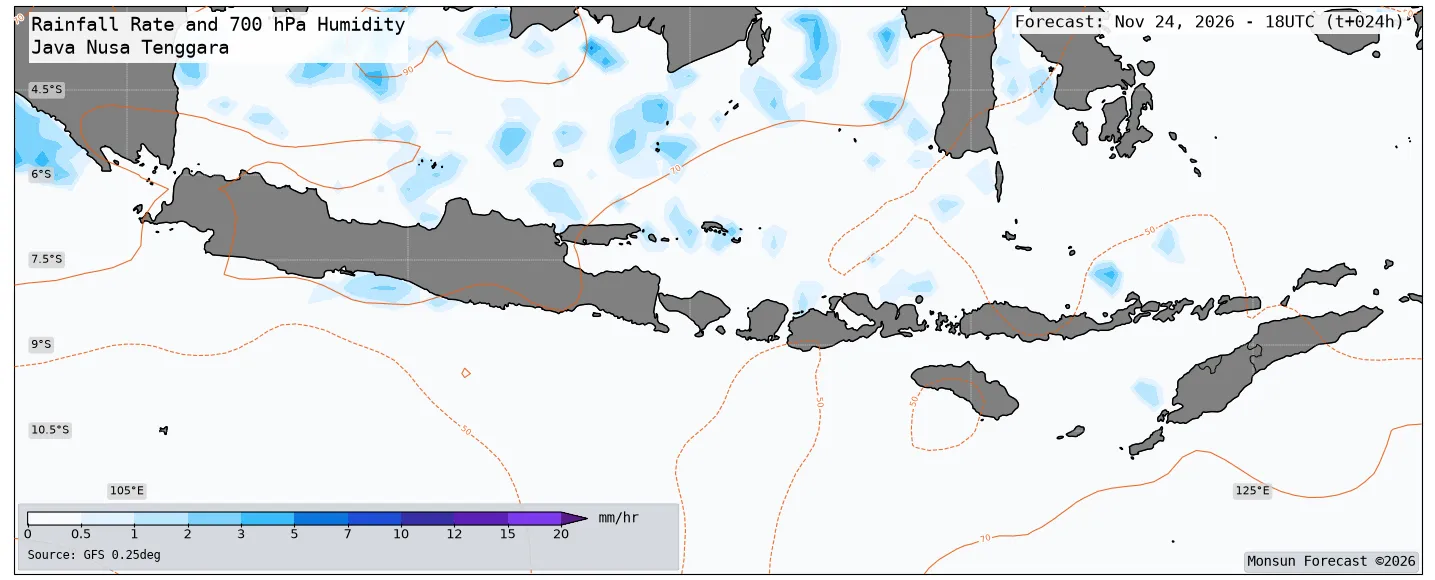 Rainfall Rate and 700 hPa Humidity
Java Nusa Tenggara
Forecast: Nov 24, 2026 - 18UTC (t+024h)
90
4.5°S
70
6°S
50
7.5°S
9°S
50
50
50
10.5°S
105°E
125°E
70
0 0.5 1 2 3 5 7 10 12 15 20 mm/hr
Source: GFS 0.25deg
Monsun Forecast ©2026